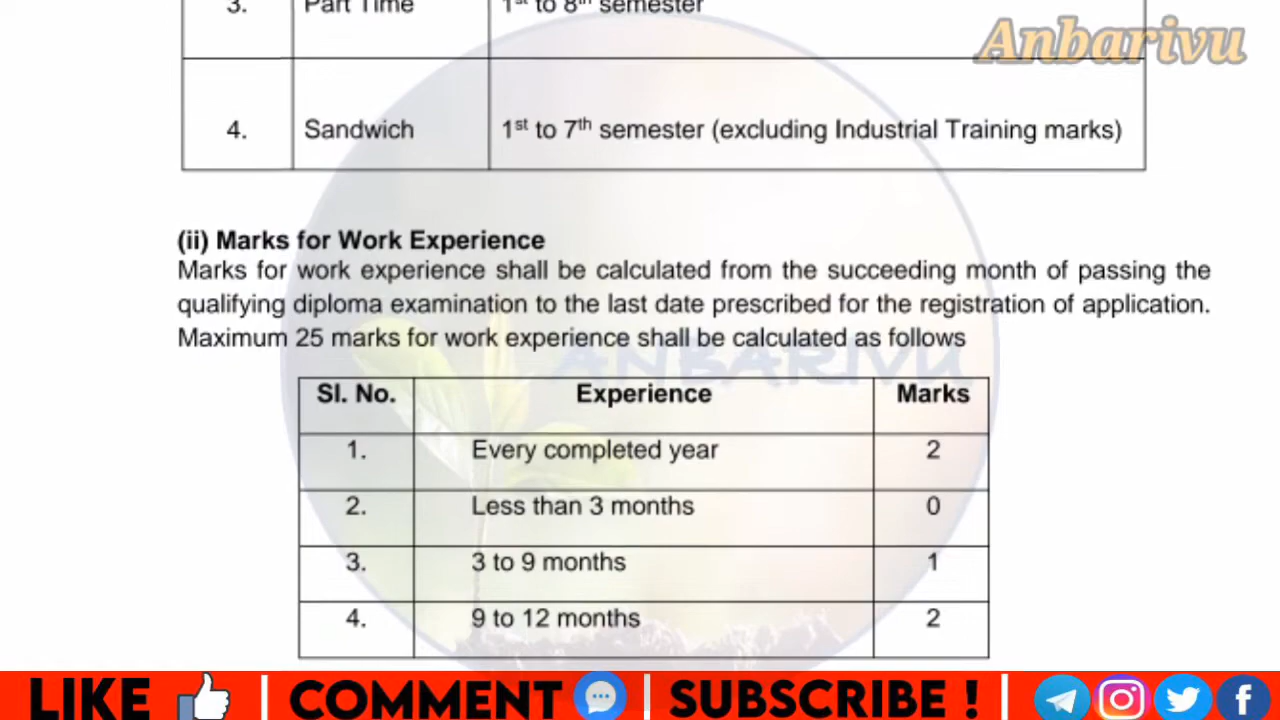 Anbarivu
3. Part Time 1st to 8th semester
4. Sandwich 1st to 7th semester (excluding Industrial Training marks)
(ii) Marks for Work Experience
Marks for work experience shall be calculated from the succeeding month of passing the
qualifying diploma examination to the last date prescribed for the registration of application.
Maximum 25 marks for work experience shall be calculated as follows
ANBARIVU
Sl. No. Experience Marks
1. Every completed year 2
2. Less than 3 months 0
3. 3 to 9 months 1
4. 9 to 12 months 2
LIKE | COMMENT | SUBSCRIBE ! |